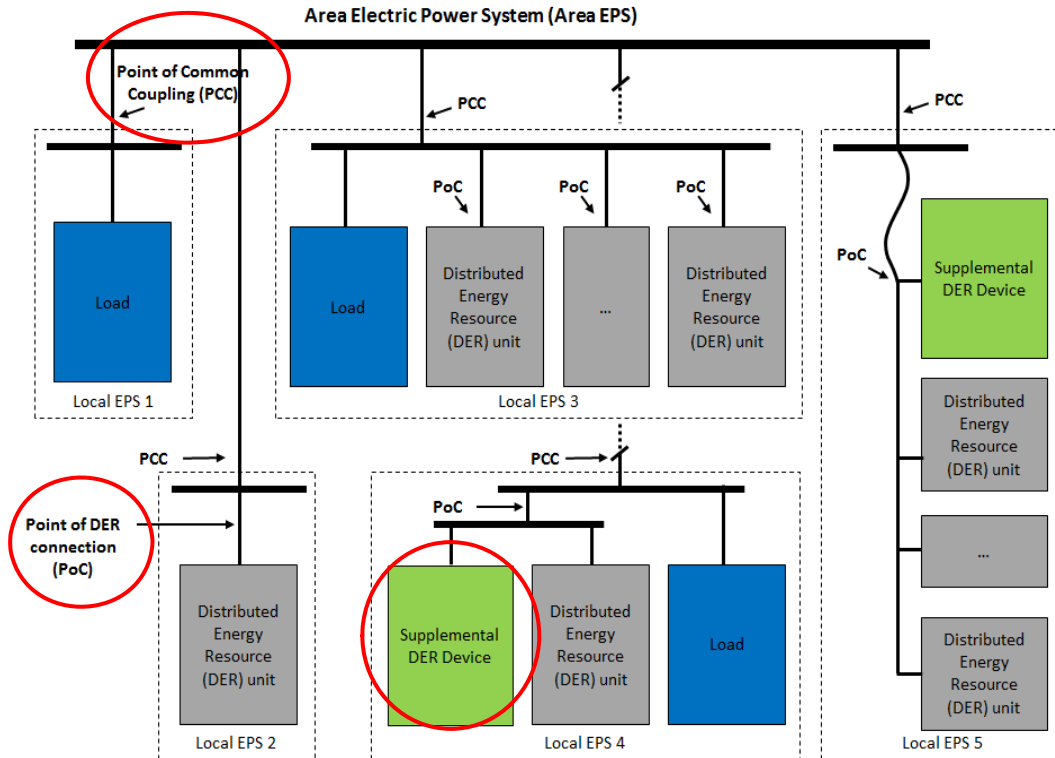 Area Electric Power System (Area EPS)
Point of Common
Coupling (PCC)
Load
Local EPS 1
PCC
PoC
PoC
PoC
Load
Distributed
Energy
Resource
(DER) unit
...
Distributed
Energy
Resource
(DER) unit
Local EPS 3
PCC
PoC
Supplemental
DER Device
Distributed
Energy
Resource
(DER) unit
...
Distributed
Energy
Resource
(DER) unit
Local EPS 5
PCC
Point of DER
connection
(PoC)
Distributed
Energy
Resource
(DER) unit
Local EPS 2
PCC
PoC
Supplemental
DER Device
Distributed
Energy
Resource
(DER) unit
Load
Local EPS 4